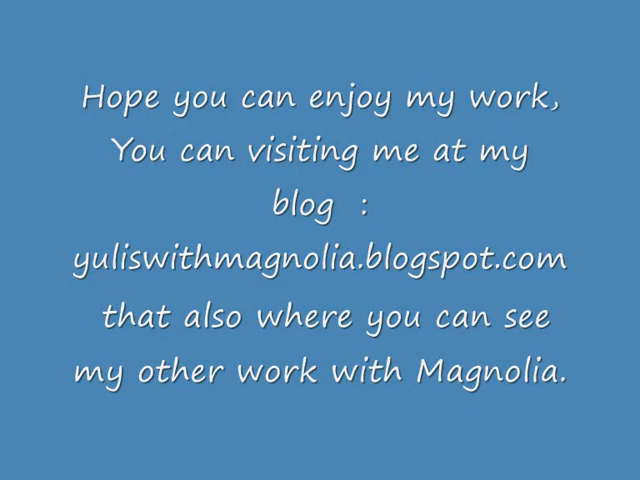 Hope you can enjoy my work,
You can visiting me at my
blog :
yuliswithmagnolia.blogspot.com
that also where you can see
my other work with Magnolia.